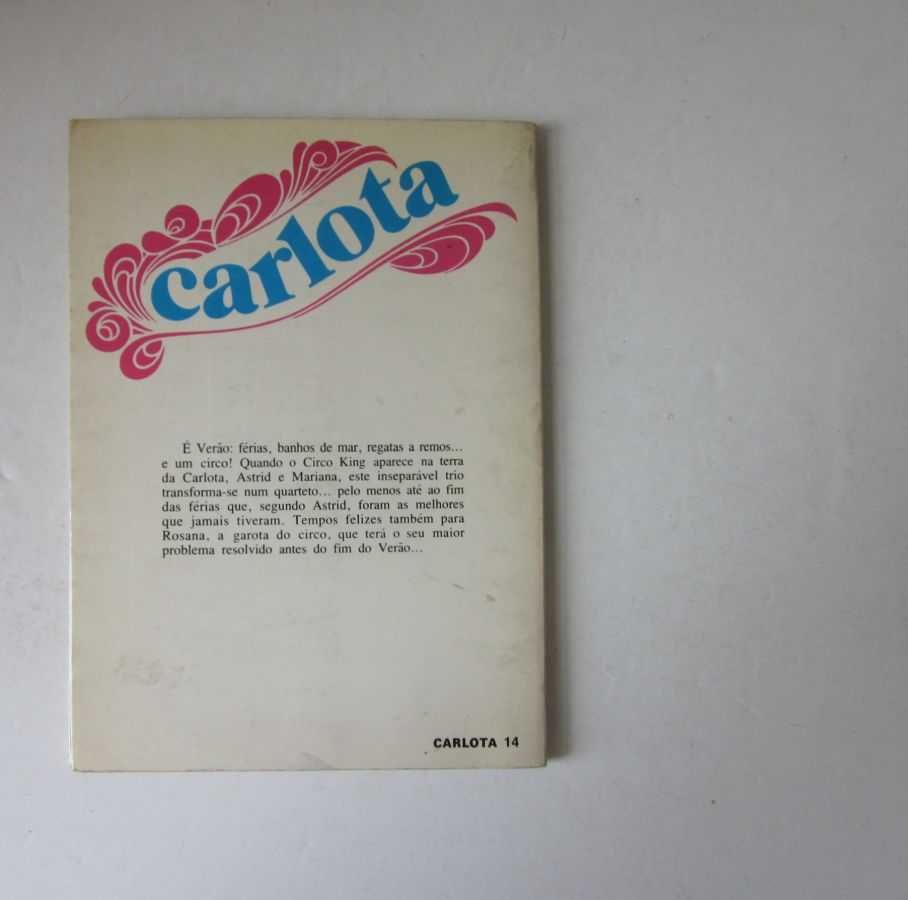 carlota
É Verão: férias, banhos de mar, regatas a remos...
e um circo! Quando o Circo King aparece na terra
da Carlota, Astrid e Mariana, este inseparável trio
transforma-se num quarteto... pelo menos até ao fim
das férias que, segundo Astrid, foram as melhores
que jamais tiveram. Tempos felizes também para
Rosana, a garota do circo, que terá o seu maior
problema resolvido antes do fim do Verão...
CARLOTA 14